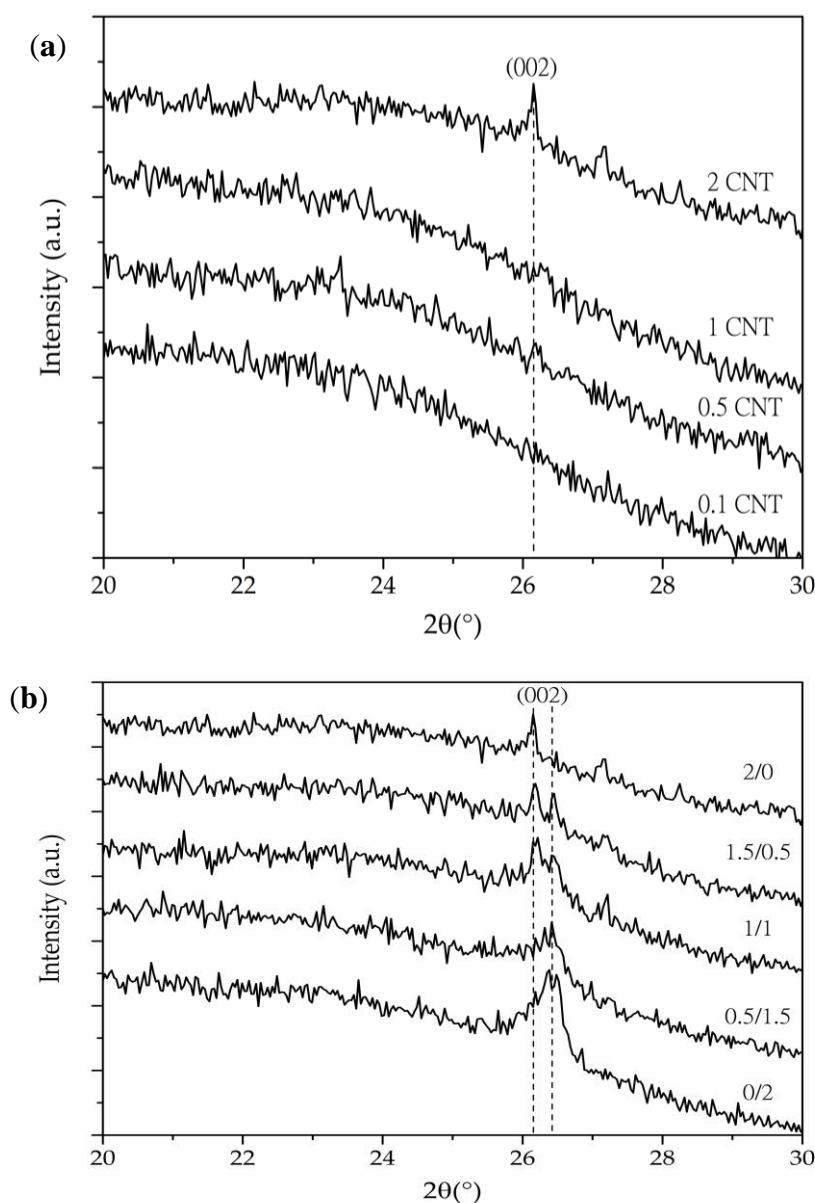 (a)
(002)
2 CNT
1 CNT
0.5 CNT
0.1 CNT
Intensity (a.u.)
20 22 24 26 28 30
2θ(°)
(b)
(002)
2/0
1.5/0.5
1/1
0.5/1.5
0/2
Intensity (a.u.)
20 22 24 26 28 30
2θ(°)